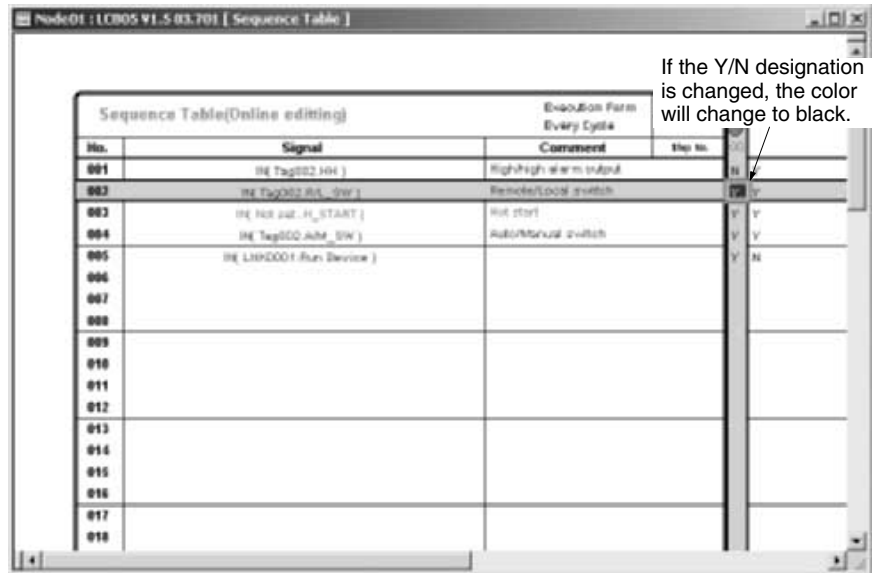 Node01 : LCB05 V1.5 03.701 [ Sequence Table ]
If the Y/N designation
is changed, the color
will change to black.
Sequence Table(Online editting)
Execution Form
Every Cycle
No. Signal Comment Step No.
001 IN( Tag002.HH ) High/high alarm output N Y
002 IN( Tag002.R/L_SW ) Remote/Local switch Y Y
003 IN( Not out. H_START ) Hot start Y Y
004 IN( Tag002.A/M_SW ) Auto/Manual switch Y Y
005 IN( LNK0001.Run Device ) Y N
006
007
008
009
010
011
012
013
014
015
016
017
018